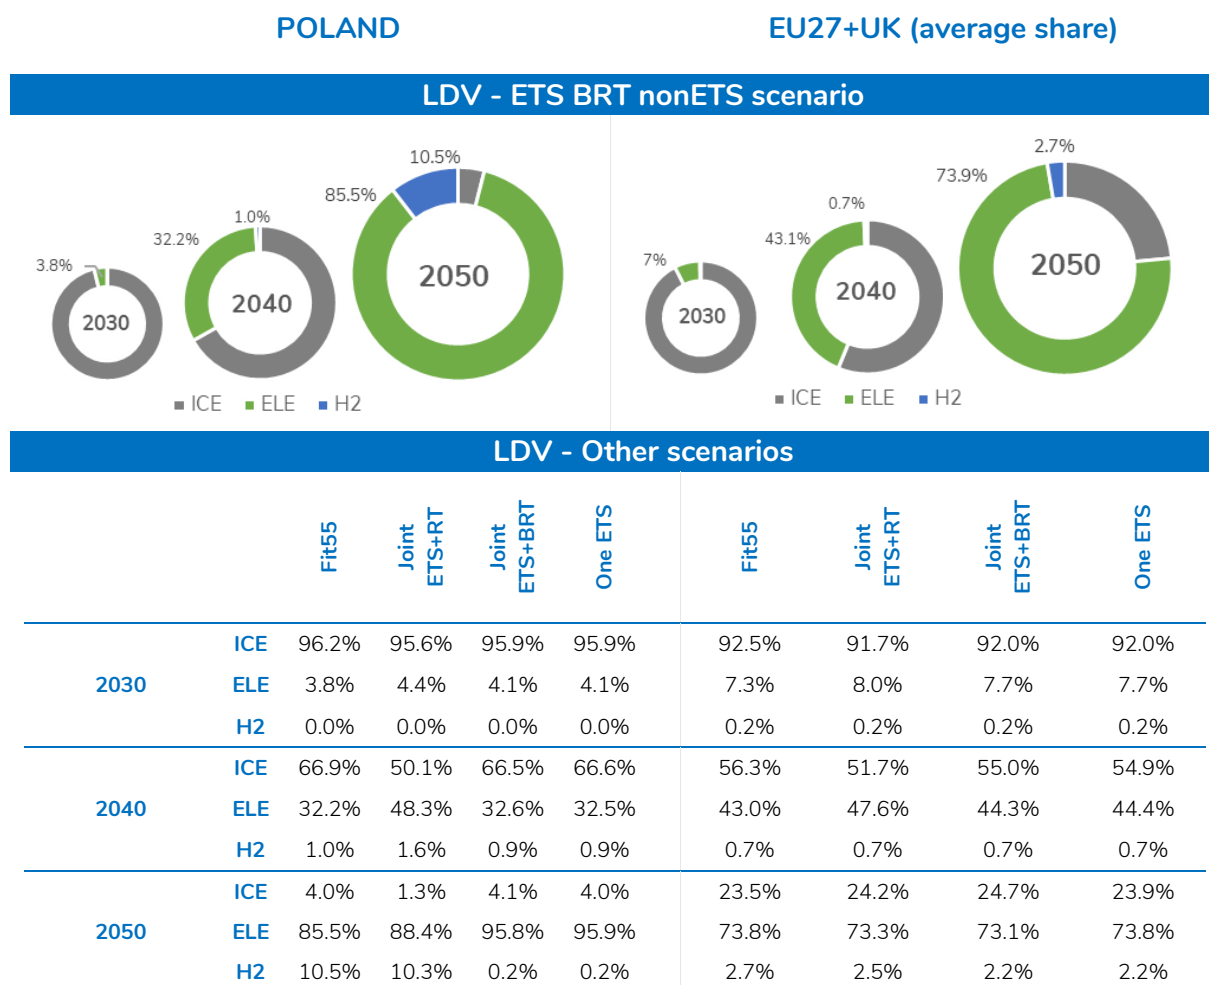 POLAND
EU27+UK (average share)
LDV - ETS BRT nonETS scenario
3.8%
2030
32.2%
1.0%
2040
85.5%
10.5%
2050
ICE ELE H2
7%
2030
43.1%
0.7%
2040
73.9%
2.7%
2050
ICE ELE H2
LDV - Other scenarios
Fit55
Joint
ETS+RT
Joint
ETS+BRT
One ETS
Fit55
Joint
ETS+RT
Joint
ETS+BRT
One ETS
ICE 96.2% 95.6% 95.9% 95.9% 92.5% 91.7% 92.0% 92.0%
2030 ELE 3.8% 4.4% 4.1% 4.1% 7.3% 8.0% 7.7% 7.7%
H2 0.0% 0.0% 0.0% 0.0% 0.2% 0.2% 0.2% 0.2%
ICE 66.9% 50.1% 66.5% 66.6% 56.3% 51.7% 55.0% 54.9%
2040 ELE 32.2% 48.3% 32.6% 32.5% 43.0% 47.6% 44.3% 44.4%
H2 1.0% 1.6% 0.9% 0.9% 0.7% 0.7% 0.7% 0.7%
ICE 4.0% 1.3% 4.1% 4.0% 23.5% 24.2% 24.7% 23.9%
2050 ELE 85.5% 88.4% 95.8% 95.9% 73.8% 73.3% 73.1% 73.8%
H2 10.5% 10.3% 0.2% 0.2% 2.7% 2.5% 2.2% 2.2%